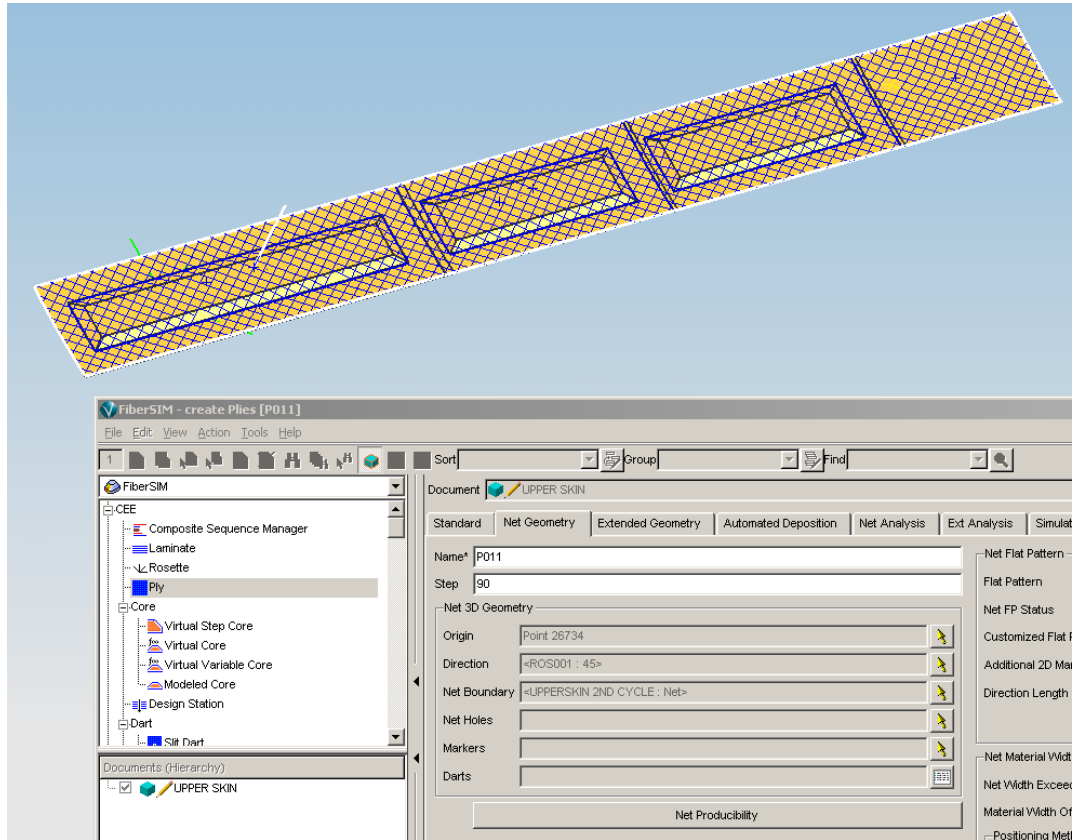 FiberSIM - create Plies [P011]
File Edit View Action Tools Help
1 Sort Group Find
FiberSIM
Document UPPER SKIN
CEE
Composite Sequence Manager
Laminate
Rosette
Ply
Core
Virtual Step Core
Virtual Core
Virtual Variable Core
Modeled Core
Design Station
Dart
Slit Dart
Documents (Hierarchy)
UPPER SKIN
Standard Net Geometry Extended Geometry Automated Deposition Net Analysis Ext Analysis Simulat
Name* P011
Step 90
Net 3D Geometry
Origin Point 26734
Direction <ROS001 : 45>
Net Boundary <UPPERSKIN 2ND CYCLE : Net>
Net Holes
Markers
Darts
Net Producibility
Net Flat Pattern
Flat Pattern
Net FP Status
Customized Flat P
Additional 2D Mar
Direction Length
Net Material Widt
Net Width Exceed
Material Width Of
Positioning Meth